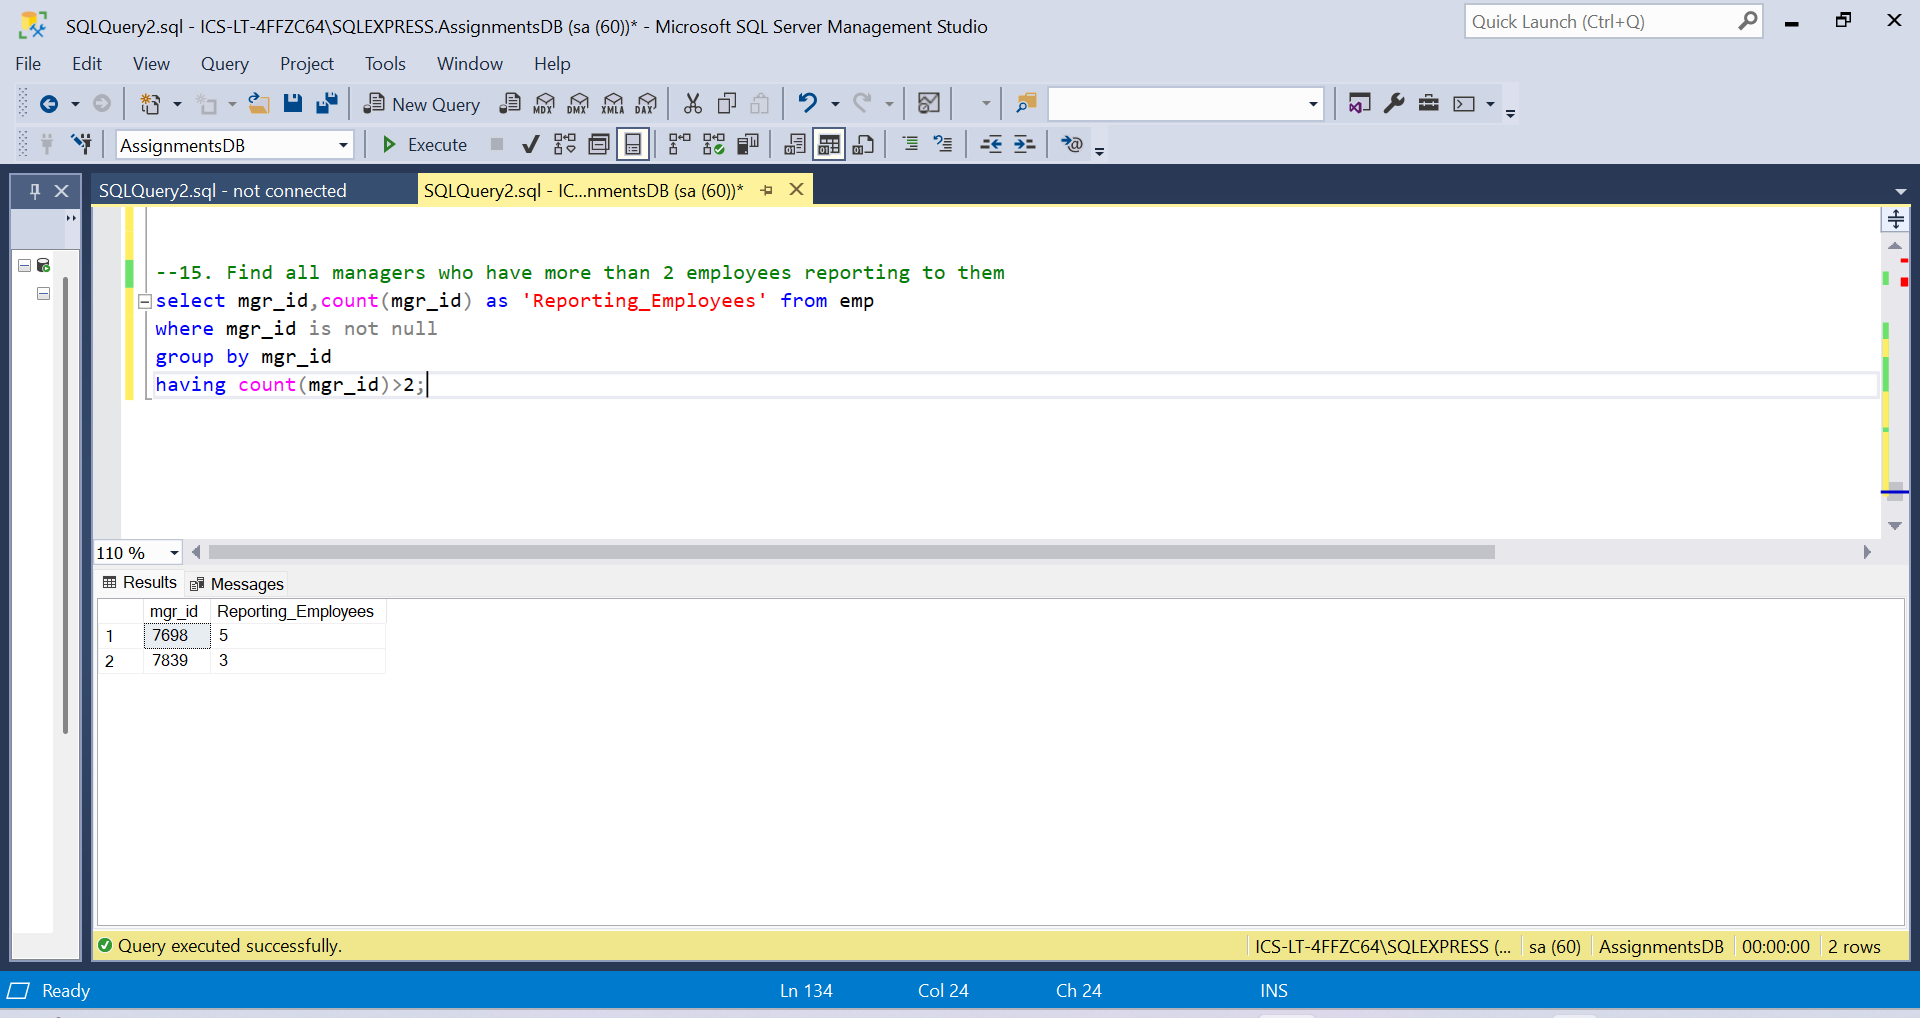 SQLQuery2.sql - ICS-LT-4FFZC64\SQLEXPRESS.AssignmentsDB (sa (60))* - Microsoft SQL Server Management Studio
Quick Launch (Ctrl+Q)
File Edit View Query Project Tools Window Help
New Query MDX DMX XMLA DAX
AssignmentsDB Execute
SQLQuery2.sql - not connected
SQLQuery2.sql - IC...nmentsDB (sa (60))*
--15. Find all managers who have more than 2 employees reporting to them
select mgr_id,count(mgr_id) as 'Reporting_Employees' from emp
where mgr_id is not null
group by mgr_id
having count(mgr_id)>2;
110 %
Results Messages
mgr_id Reporting_Employees
1 7698 5
2 7839 3
Query executed successfully. ICS-LT-4FFZC64\SQLEXPRESS (... sa (60) AssignmentsDB 00:00:00 2 rows
Ready Ln 134 Col 24 Ch 24 INS